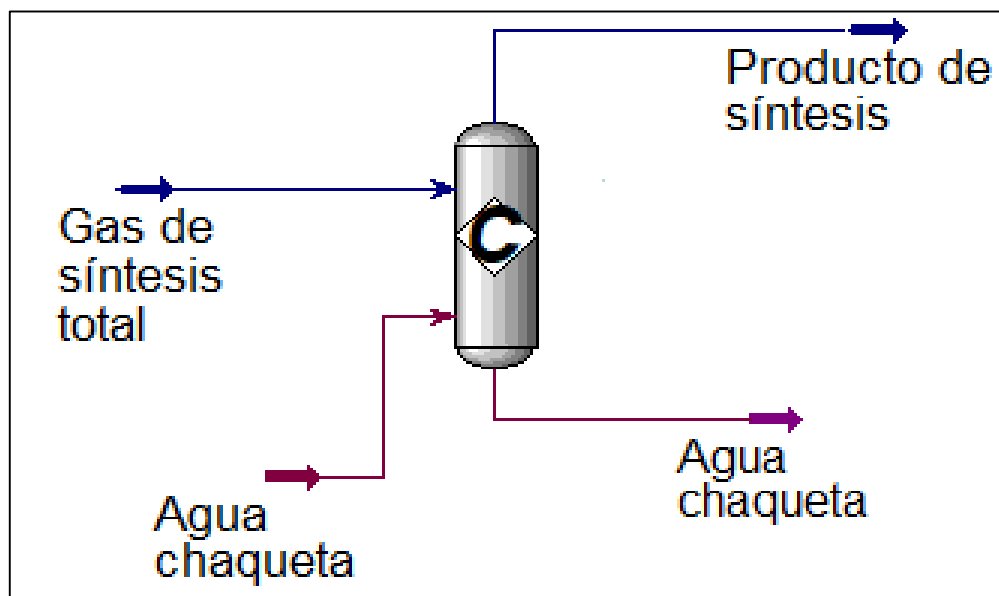 Producto de
síntesis
Gas de
síntesis
total
C
Agua
chaqueta
Agua
chaqueta